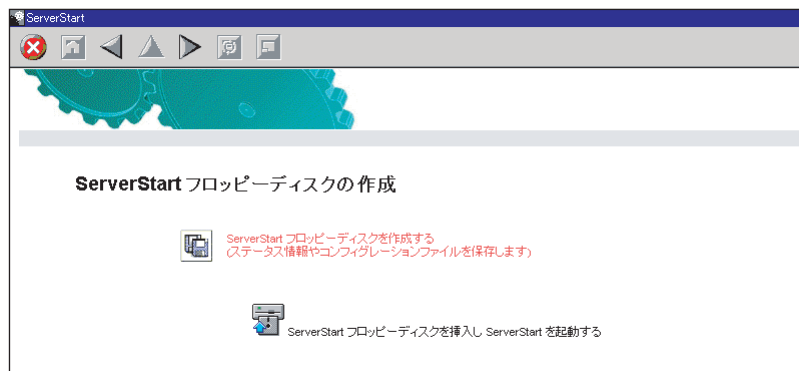 ServerStart
ServerStart フロッピーディスクの作成
ServerStart フロッピーディスクを作成する
(ステータス情報やコンフィグレーションファイルを保存します)
ServerStart フロッピーディスクを挿入し ServerStart を起動する